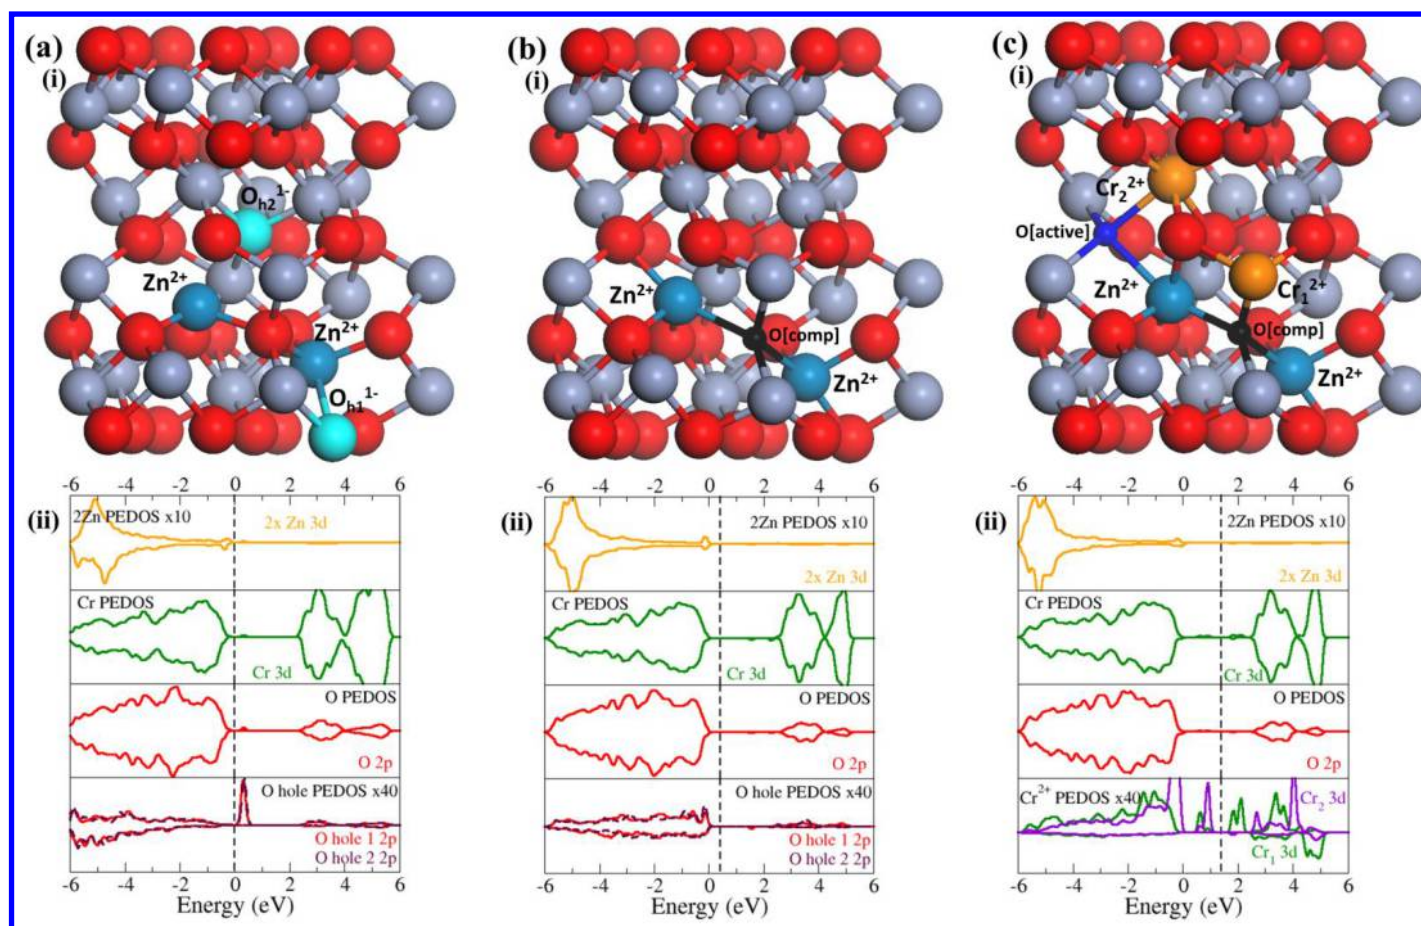 (a)
(i)
O_h2^1-
Zn²⁺
Zn²⁺
O_h1^1-
(b)
(i)
Zn²⁺
O[comp]
Zn²⁺
(c)
(i)
Cr₂²⁺
O[active]
Zn²⁺
Cr₁²⁺
O[comp]
Zn²⁺
(ii)
-6 -4 -2 0 2 4 6
2Zn PEDOS x10
2x Zn 3d
Cr PEDOS
Cr 3d
O PEDOS
O 2p
O hole PEDOS x40
O hole 1 2p
O hole 2 2p
-6 -4 -2 0 2 4 6
Energy (eV)
(ii)
-6 -4 -2 0 2 4 6
2Zn PEDOS x10
2x Zn 3d
Cr PEDOS
Cr 3d
O PEDOS
O 2p
O hole PEDOS x40
O hole 1 2p
O hole 2 2p
-6 -4 -2 0 2 4 6
Energy (eV)
(ii)
-6 -4 -2 0 2 4 6
2Zn PEDOS x10
2x Zn 3d
Cr PEDOS
Cr 3d
O PEDOS
O 2p
Cr²⁺ PEDOS x40
Cr₂ 3d
Cr₁ 3d
-6 -4 -2 0 2 4 6
Energy (eV)